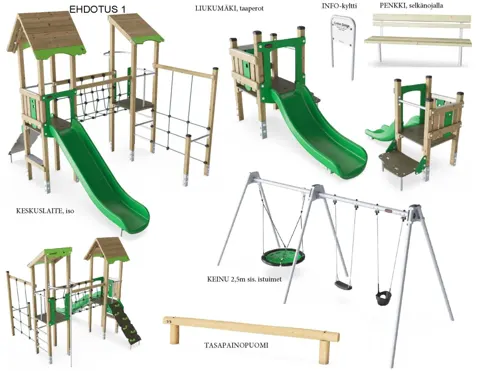 EHDOTUS 1
LIUKUMÄKI, taaperot
INFO-kyltti
PENKKI, selkänojalla
KESKUSLAITE, iso
KEINU 2,5m sis. istuimet
TASAPAINOPUOMI